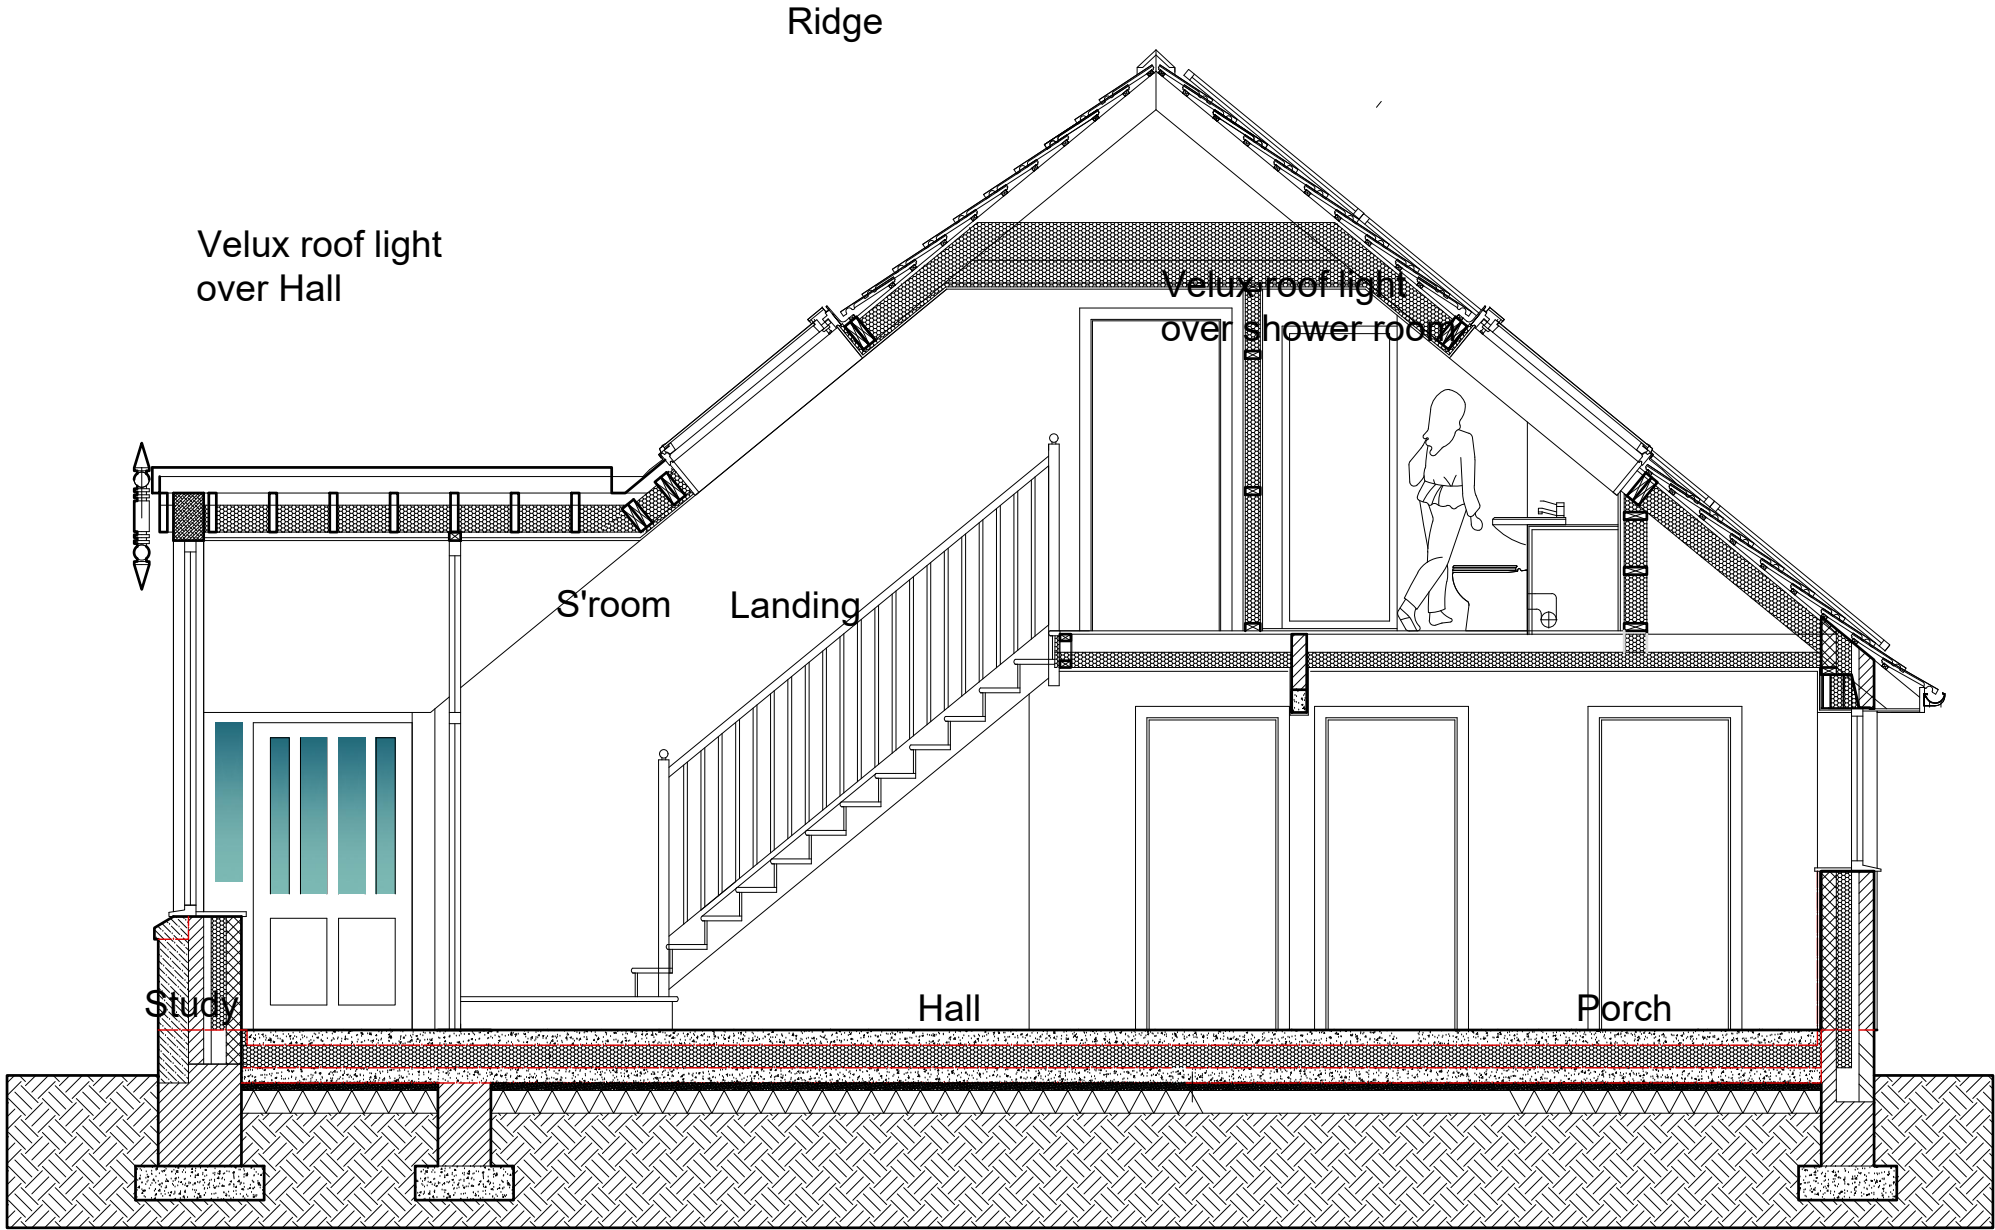 Ridge
Velux roof light
over Hall
Velux roof light
over shower room
S'room
Landing
Study
Hall
Porch